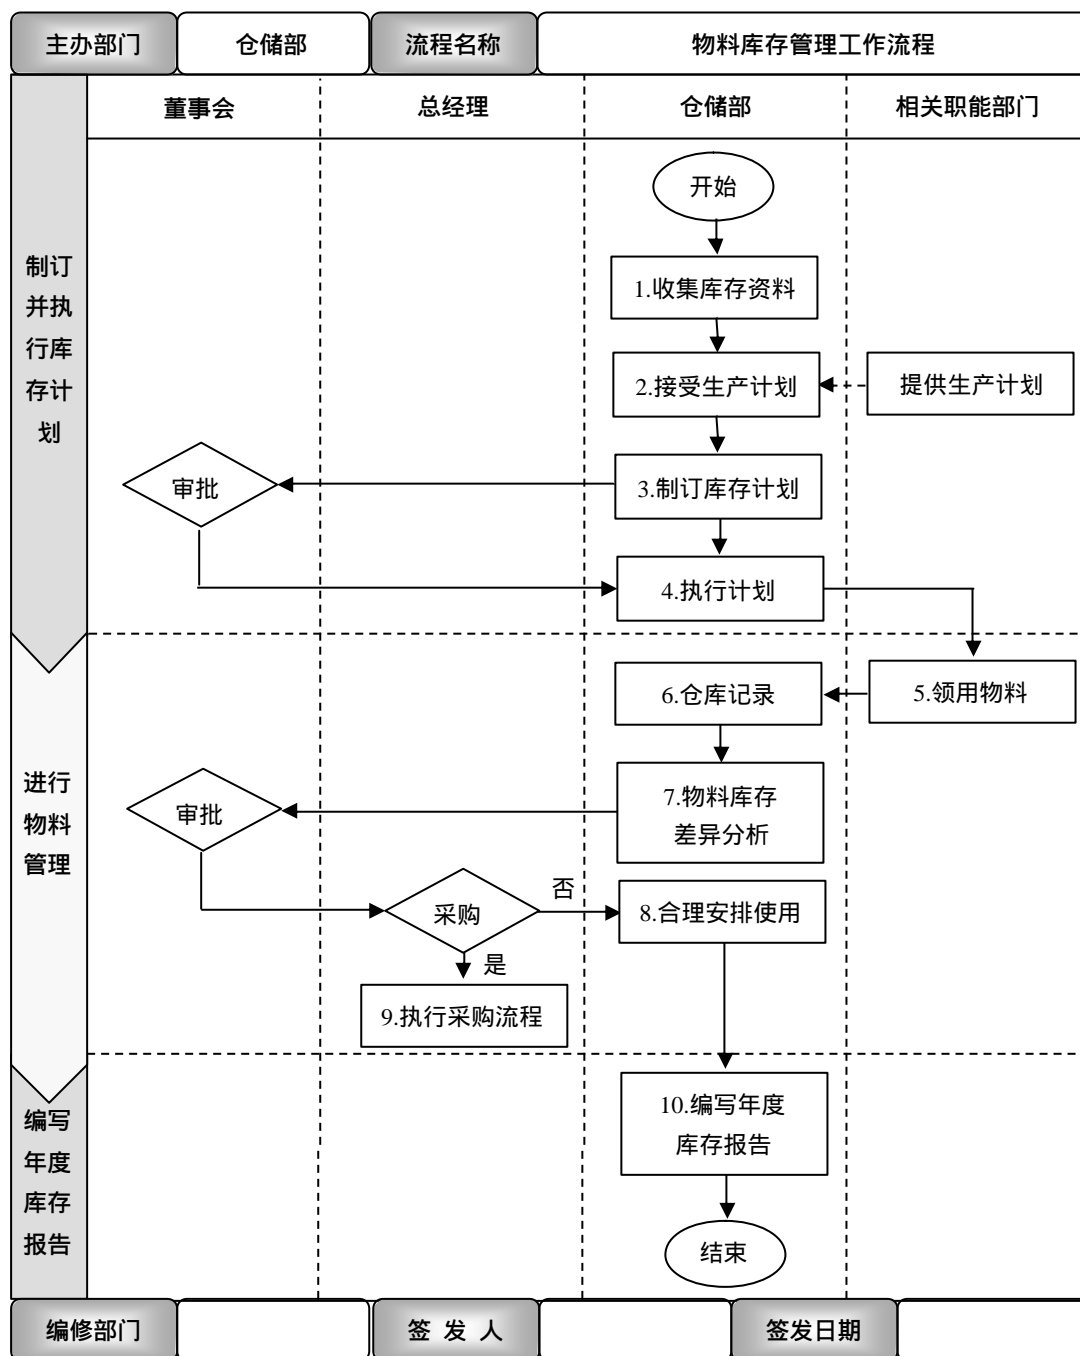 主办部门
仓储部
流程名称
物料库存管理工作流程
董事会
总经理
仓储部
相关职能部门
制订
并执
行库
存计
划
开始
1.收集库存资料
2.接受生产计划
提供生产计划
审批
3.制订库存计划
4.执行计划
进行
物料
管理
6.仓库记录
5.领用物料
审批
7.物料库存
差异分析
采购
否
8.合理安排使用
是
9.执行采购流程
编写
年度
库存
报告
10.编写年度
库存报告
结束
编修部门
签 发 人
签发日期